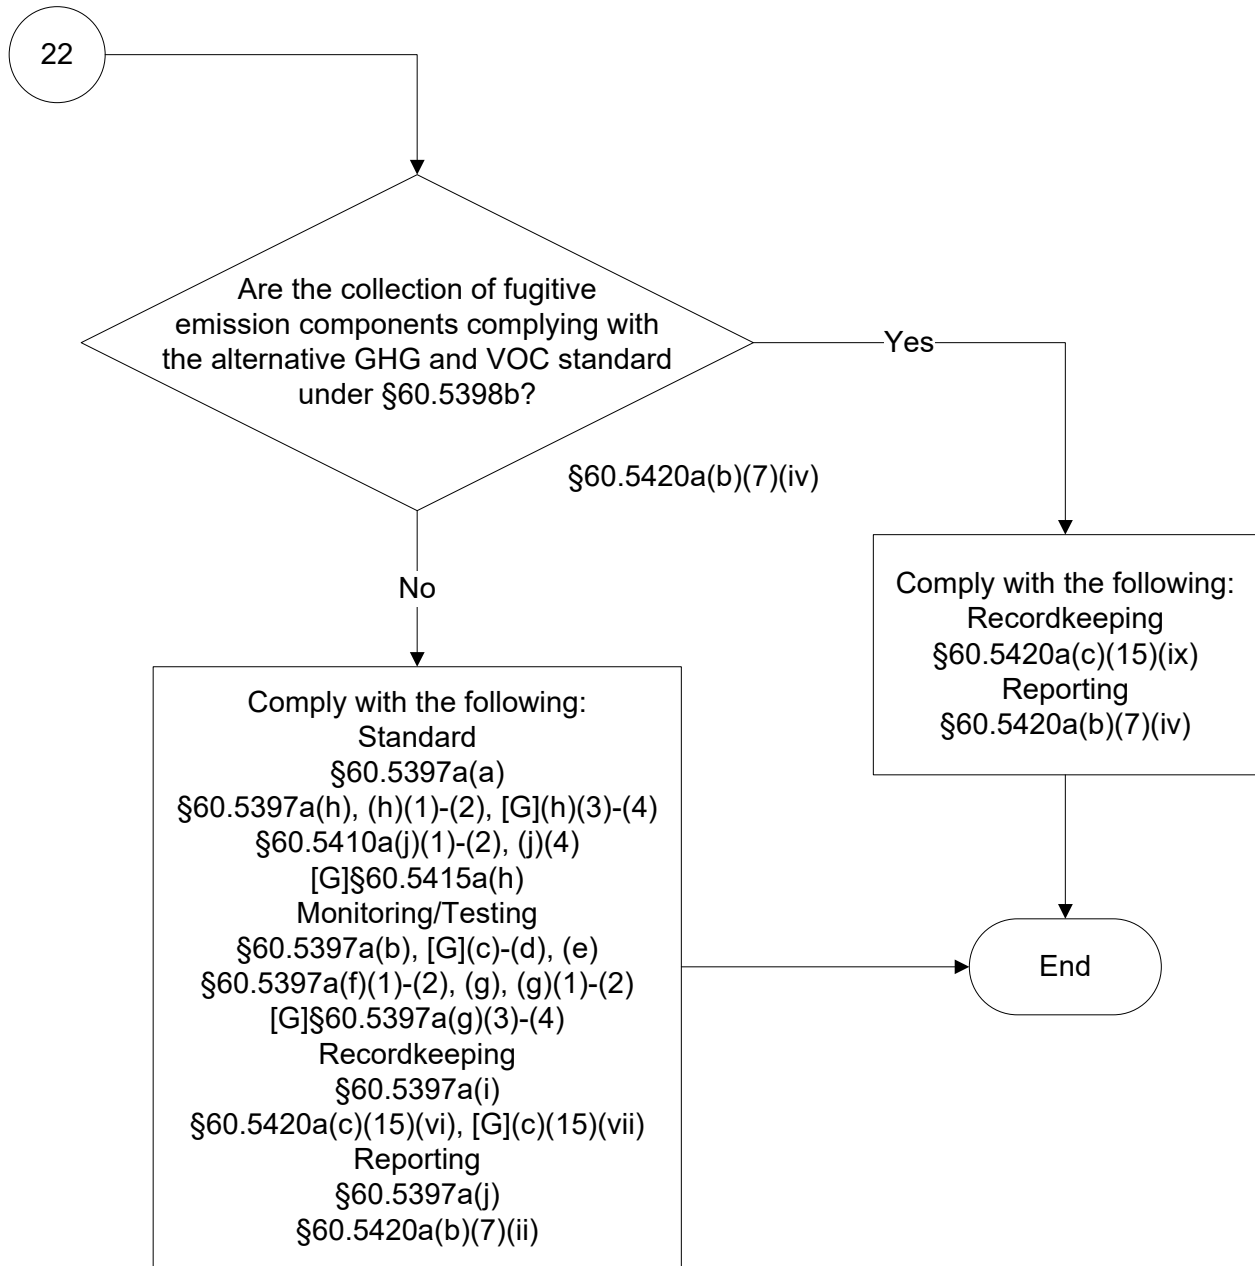 22
Are the collection of fugitive
emission components complying with
the alternative GHG and VOC standard
under §60.5398b?
Yes
§60.5420a(b)(7)(iv)
No
Comply with the following:
Recordkeeping
§60.5420a(c)(15)(ix)
Reporting
§60.5420a(b)(7)(iv)
Comply with the following:
Standard
§60.5397a(a)
§60.5397a(h), (h)(1)-(2), [G](h)(3)-(4)
§60.5410a(j)(1)-(2), (j)(4)
[G]§60.5415a(h)
Monitoring/Testing
§60.5397a(b), [G](c)-(d), (e)
§60.5397a(f)(1)-(2), (g), (g)(1)-(2)
[G]§60.5397a(g)(3)-(4)
Recordkeeping
§60.5397a(i)
§60.5420a(c)(15)(vi), [G](c)(15)(vii)
Reporting
§60.5397a(j)
§60.5420a(b)(7)(ii)
End